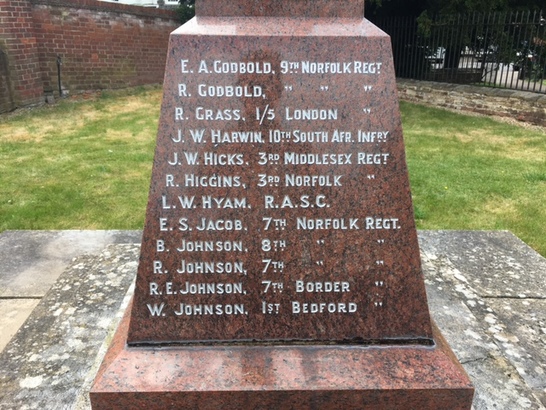 E. A. GODBOLD, 9TH NORFOLK REGT
R. GODBOLD, " " "
R. GRASS, 1/5 LONDON "
J. W. HARWIN, 10TH SOUTH AFR. INFRY
J. W. HICKS, 3RD MIDDLESEX REGT
R. HIGGINS, 3RD NORFOLK "
L. W. HYAM, R.A.S.C.
E. S. JACOB, 7TH NORFOLK REGT.
B. JOHNSON, 8TH " "
R. JOHNSON, 7TH " "
R. E. JOHNSON, 7TH BORDER "
W. JOHNSON, 1ST BEDFORD "